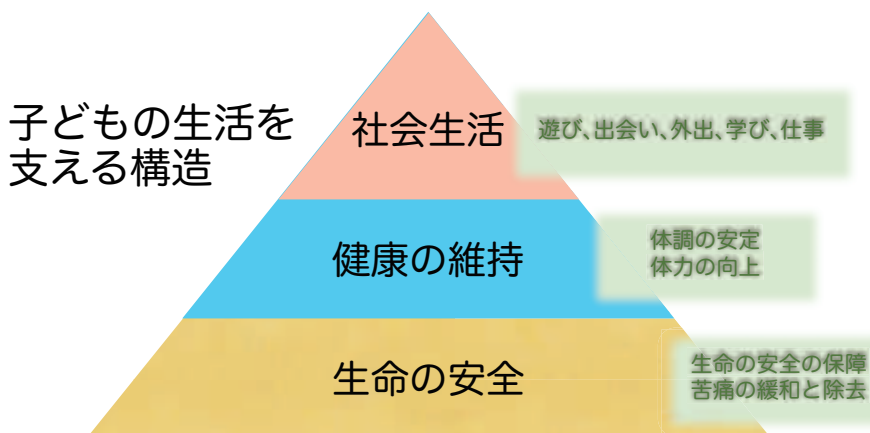 子どもの生活を
支える構造
社会生活
遊び、出会い、外出、学び、仕事
健康の維持
体調の安定
体力の向上
生命の安全
生命の安全の保障
苦痛の緩和と除去